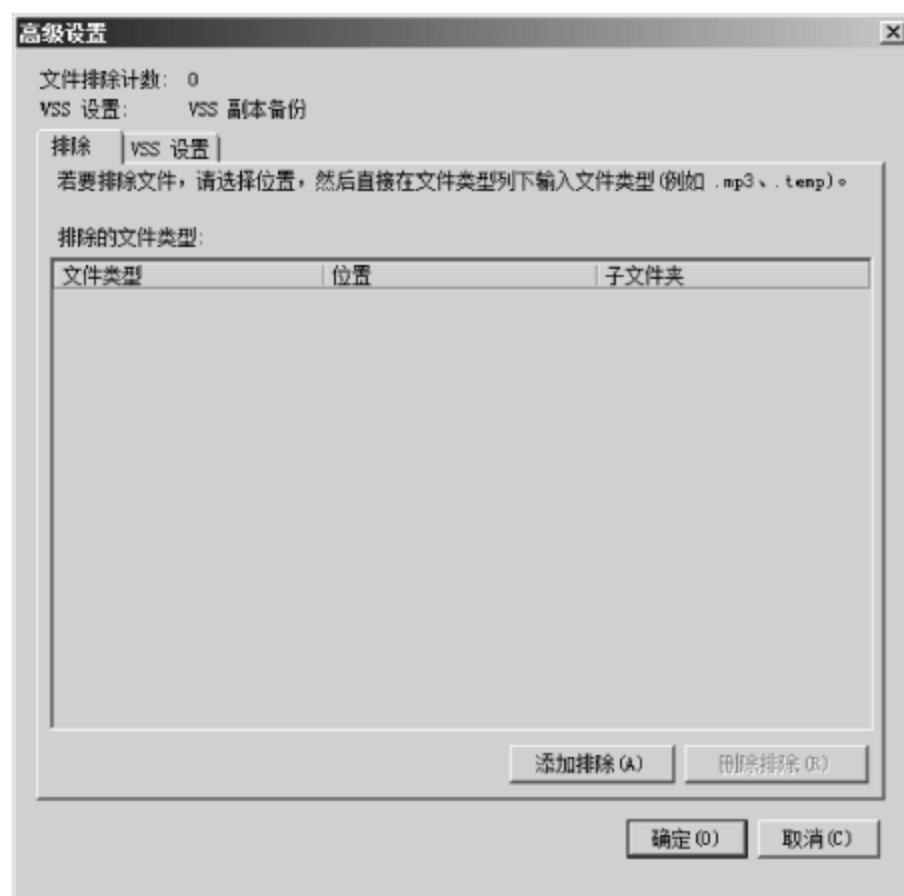 高级设置
文件排除计数: 0
VSS 设置: VSS 副本备份
排除 VSS 设置
若要排除文件，请选择位置，然后直接在文件类型列下输入文件类型(例如 .mp3、.temp)。
排除的文件类型:
文件类型 位置 子文件夹
添加排除(A) 删除排除(R)
确定(O) 取消(C)